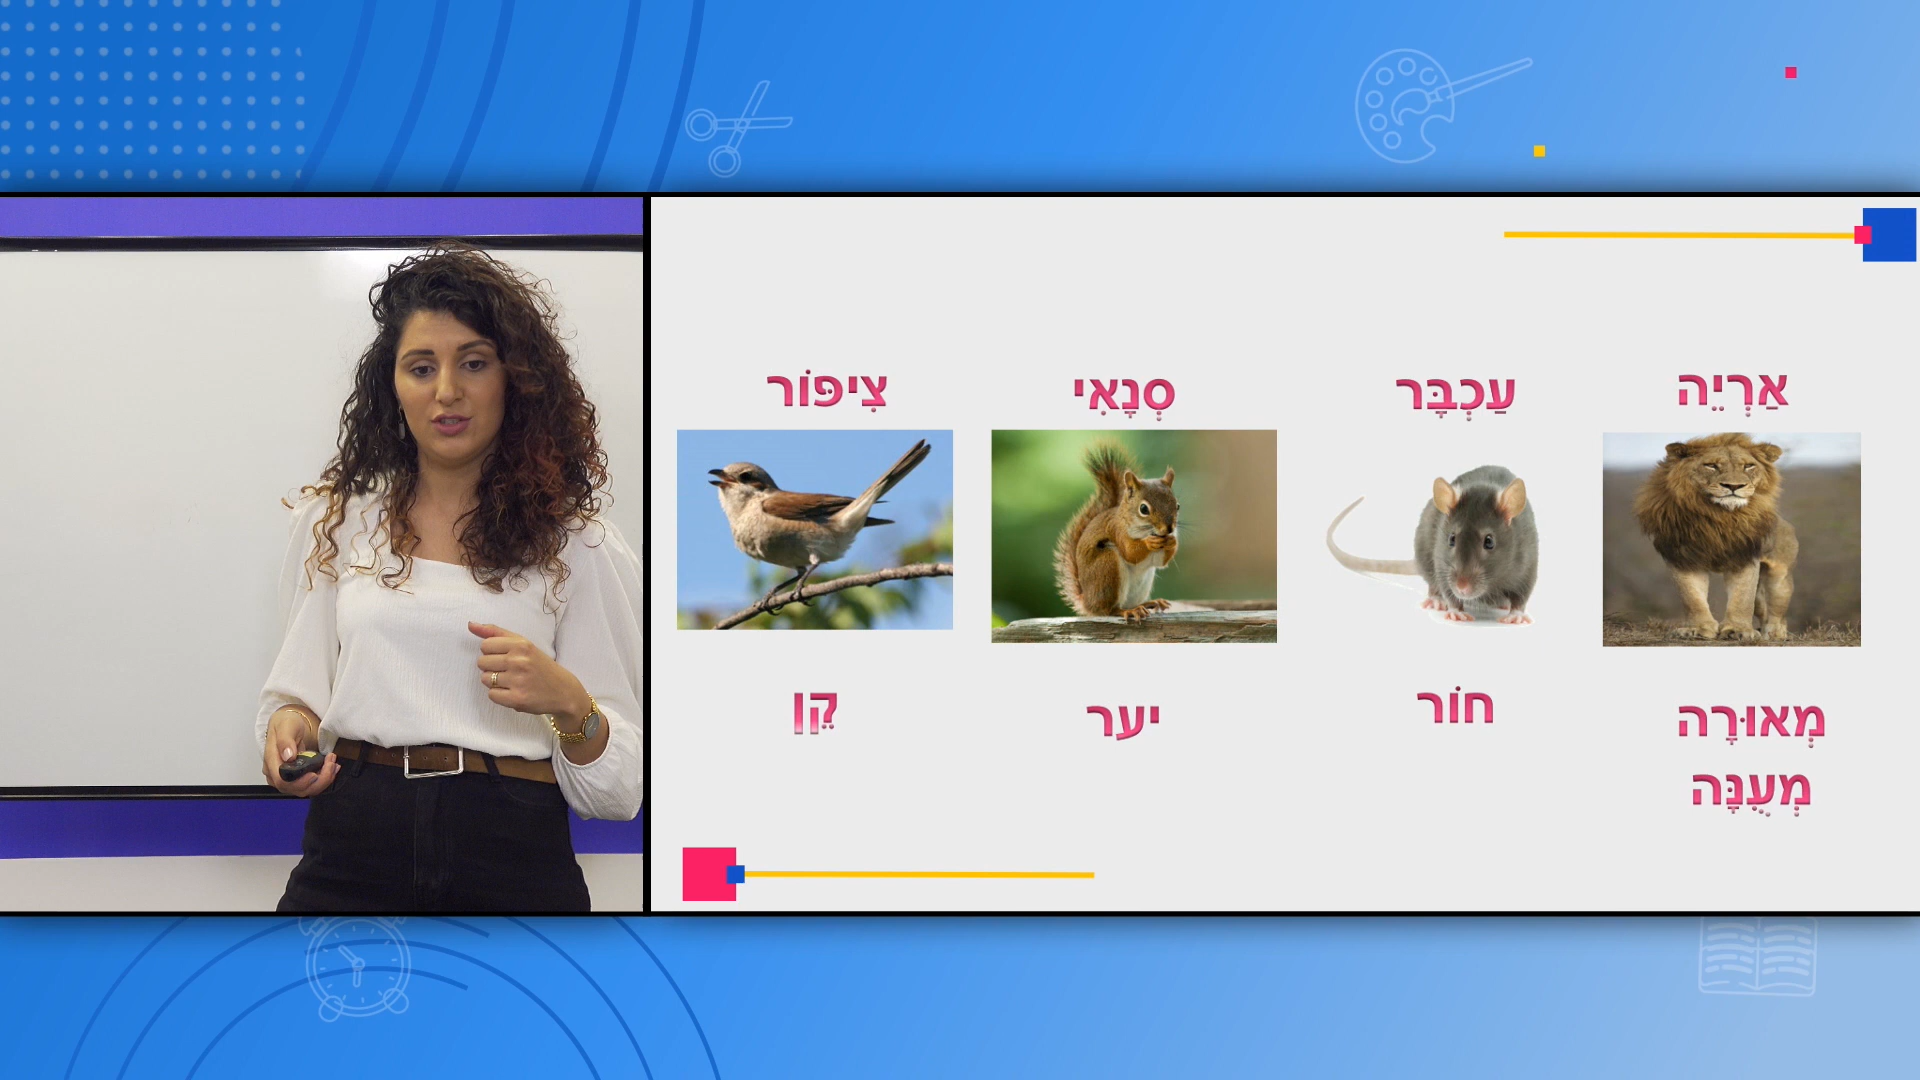 אַרְיֵה
עַכְבָּר
סְנָאִי
צִיפּוֹר
מְאוּרָה
מְעֻנָּה
חוֹר
יער
קֵן